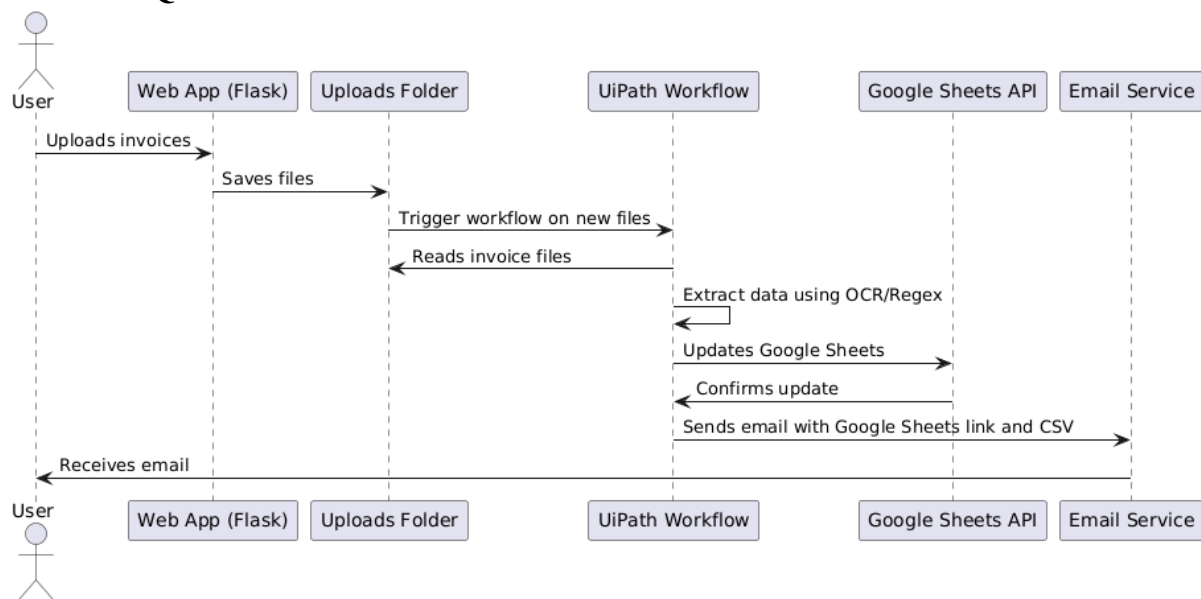 User
Web App (Flask)
Uploads Folder
UiPath Workflow
Google Sheets API
Email Service
Uploads invoices
Saves files
Trigger workflow on new files
Reads invoice files
Extract data using OCR/Regex
Updates Google Sheets
Confirms update
Sends email with Google Sheets link and CSV
Receives email
User
Web App (Flask)
Uploads Folder
UiPath Workflow
Google Sheets API
Email Service